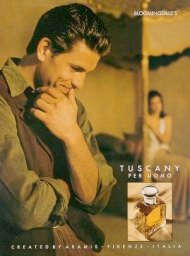 BLOOMINGDALE'S
TUSCANY
PER UOMO
CREATED BY ARAMIS • FIRENZE • ITALIA